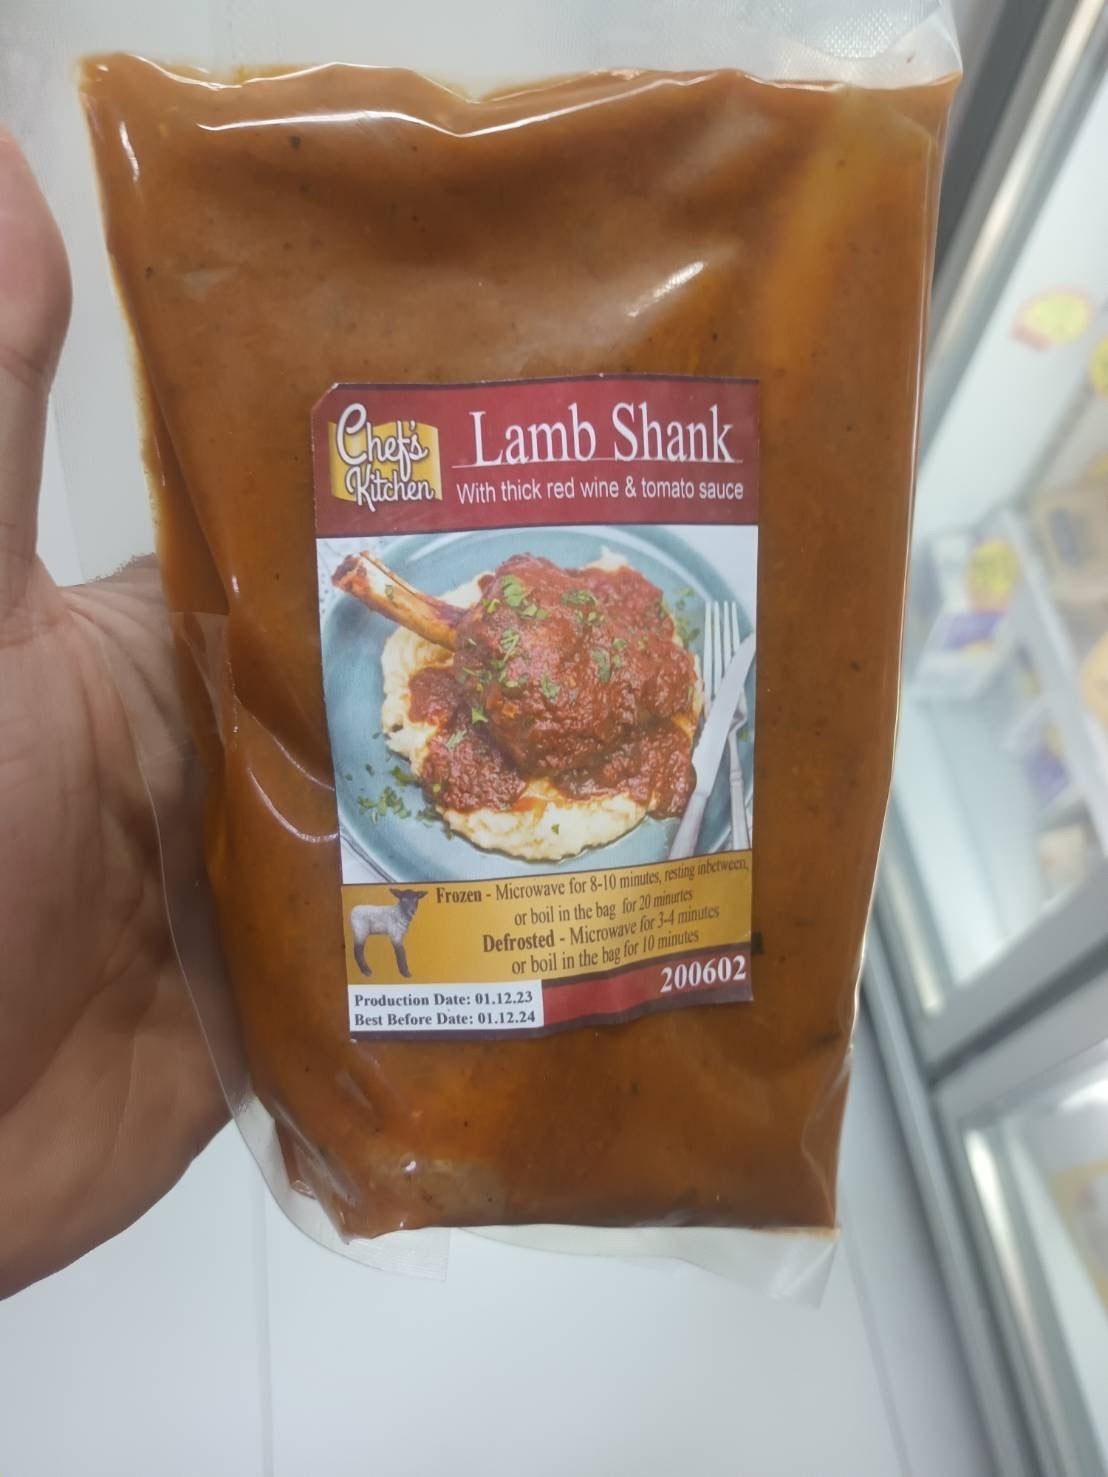 Chef's
Kitchen
Lamb Shank
With thick red wine & tomato sauce
Frozen - Microwave for 8-10 minutes, resting inbetween,
or boil in the bag for 20 minurtes
Defrosted - Microwave for 3-4 minutes
or boil in the bag for 10 minutes
200602
Production Date: 01.12.23
Best Before Date: 01.12.24